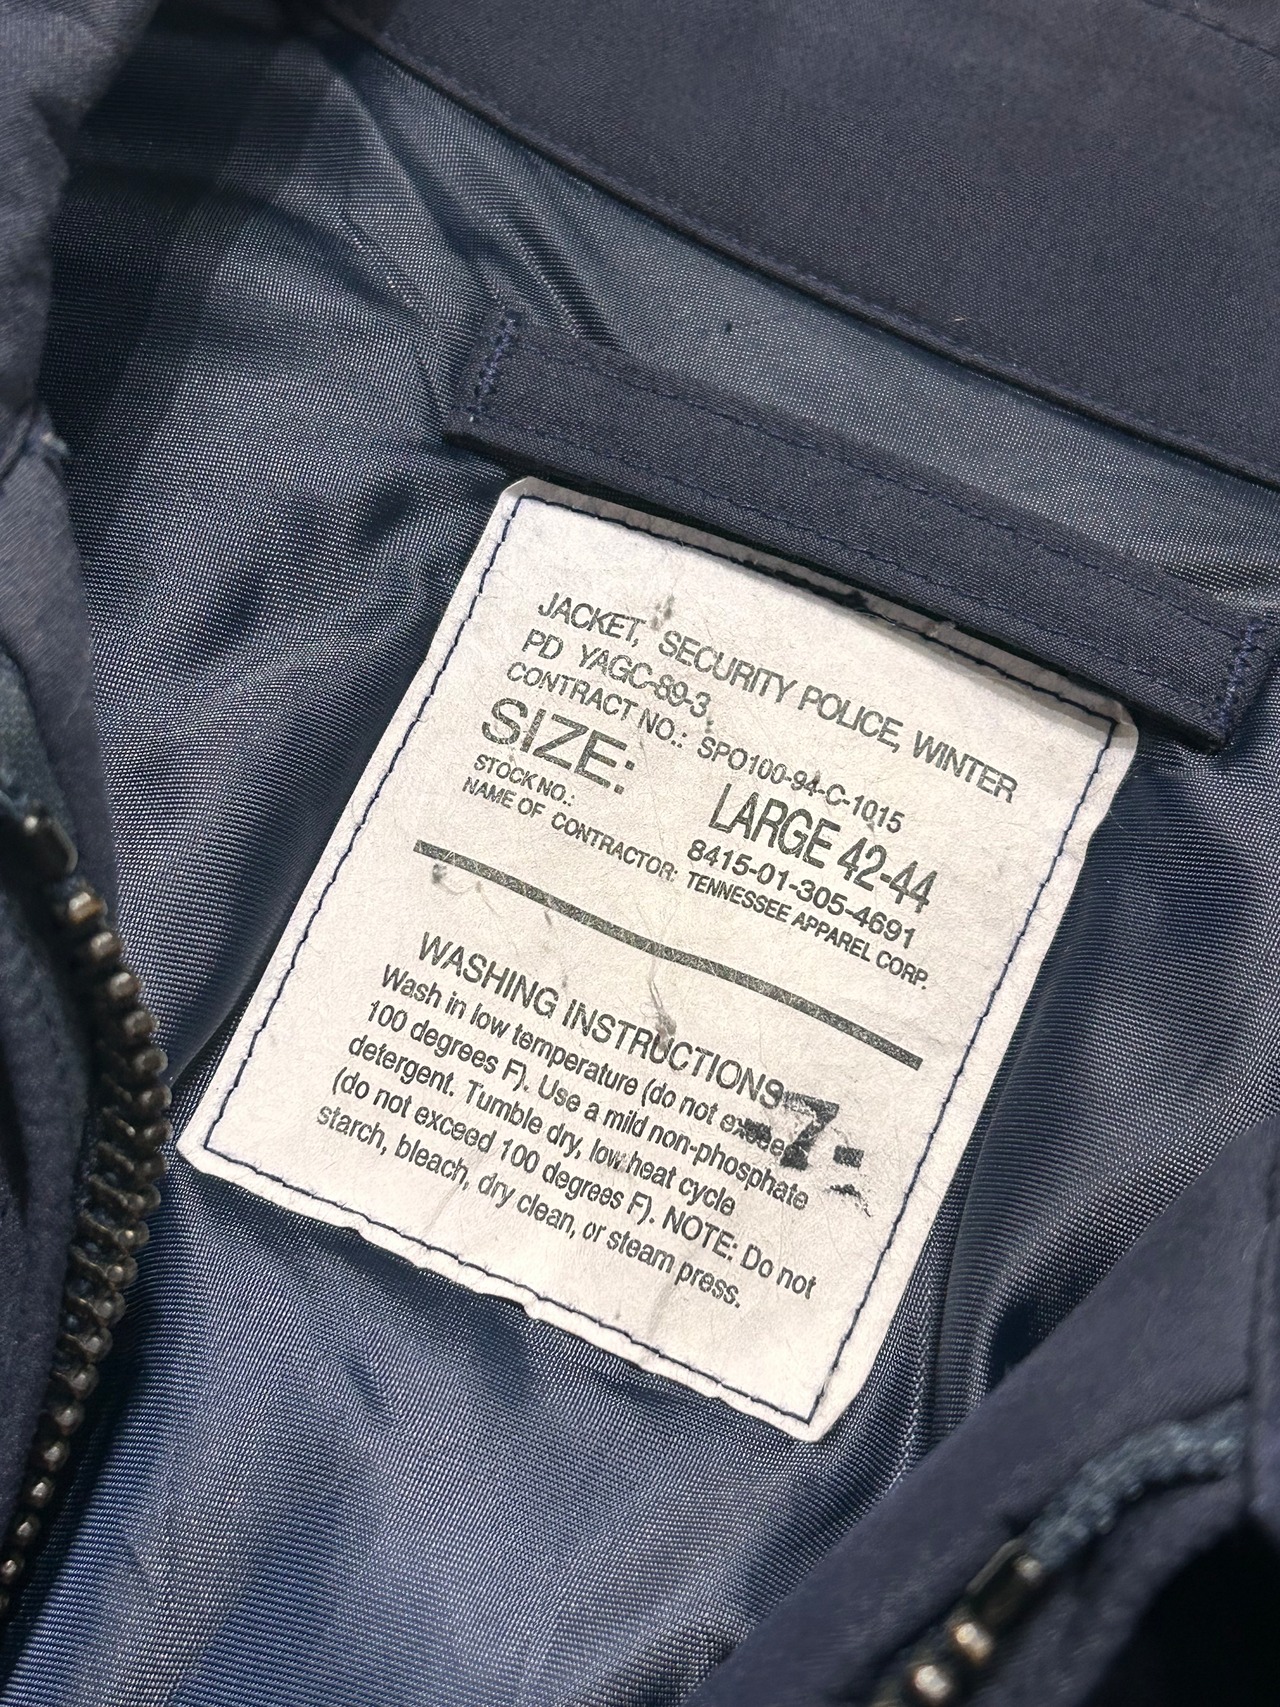 JACKET, SECURITY POLICE, WINTER
PD YAGC-89-3
CONTRACT NO.: SPO100-94-C-1015
SIZE: LARGE 42-44
STOCK NO.: 8415-01-305-4691
NAME OF CONTRACTOR: TENNESSEE APPAREL CORP.
WASHING INSTRUCTIONS
Wash in low temperature (do not exceed
100 degrees F). Use a mild non-phosphate
detergent. Tumble dry, low heat cycle
(do not exceed 100 degrees F). NOTE: Do not
starch, bleach, dry clean, or steam press.
-7-